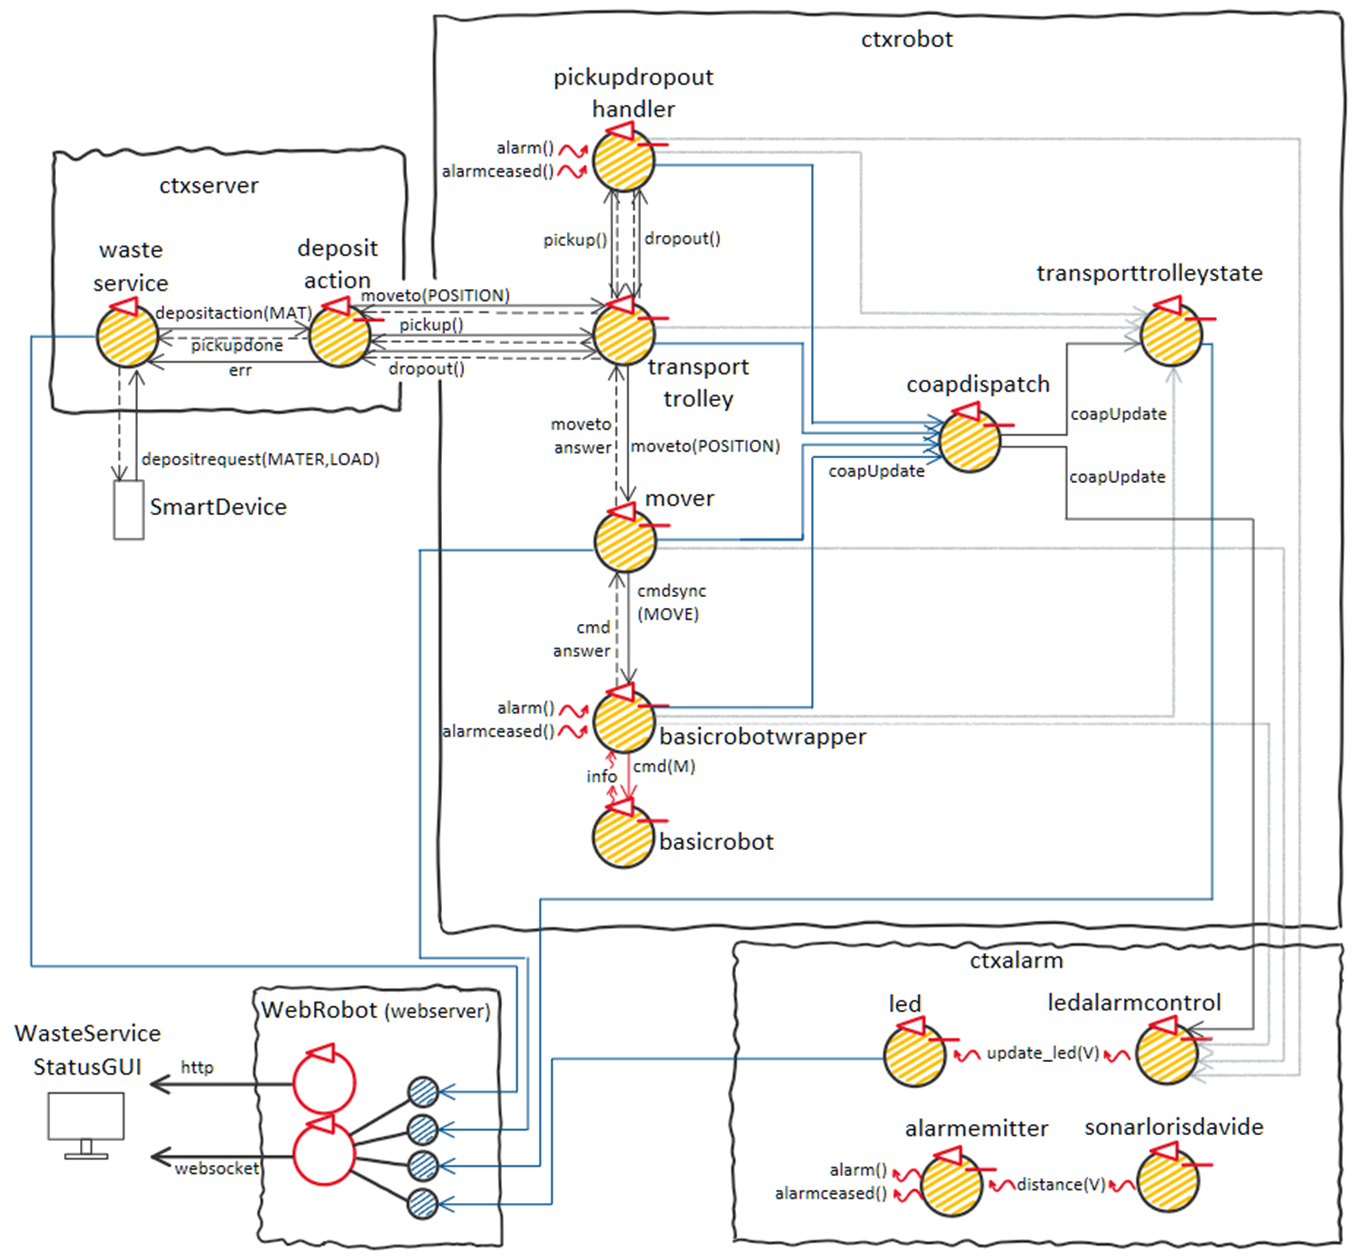 ctxrobot
pickupdropout
handler
alarm()
alarmceased()
ctxserver
pickup()
dropout()
waste
service
deposit
action
transporttrolleystate
moveto(POSITION)
depositaction(MAT)
pickup()
pickupdone
err
dropout()
transport
trolley
coapdispatch
coapUpdate
moveto
answer
moveto(POSITION)
depositrequest(MATER,LOAD)
coapUpdate
coapUpdate
SmartDevice
mover
cmdsync
(MOVE)
cmd
answer
alarm()
alarmceased()
basicrobotwrapper
info
cmd(M)
basicrobot
ctxalarm
WebRobot (webserver)
led
ledalarmcontrol
WasteService
StatusGUI
http
update_led(V)
alarmemitter
sonarlorisdavide
websocket
alarm()
alarmceased()
distance(V)